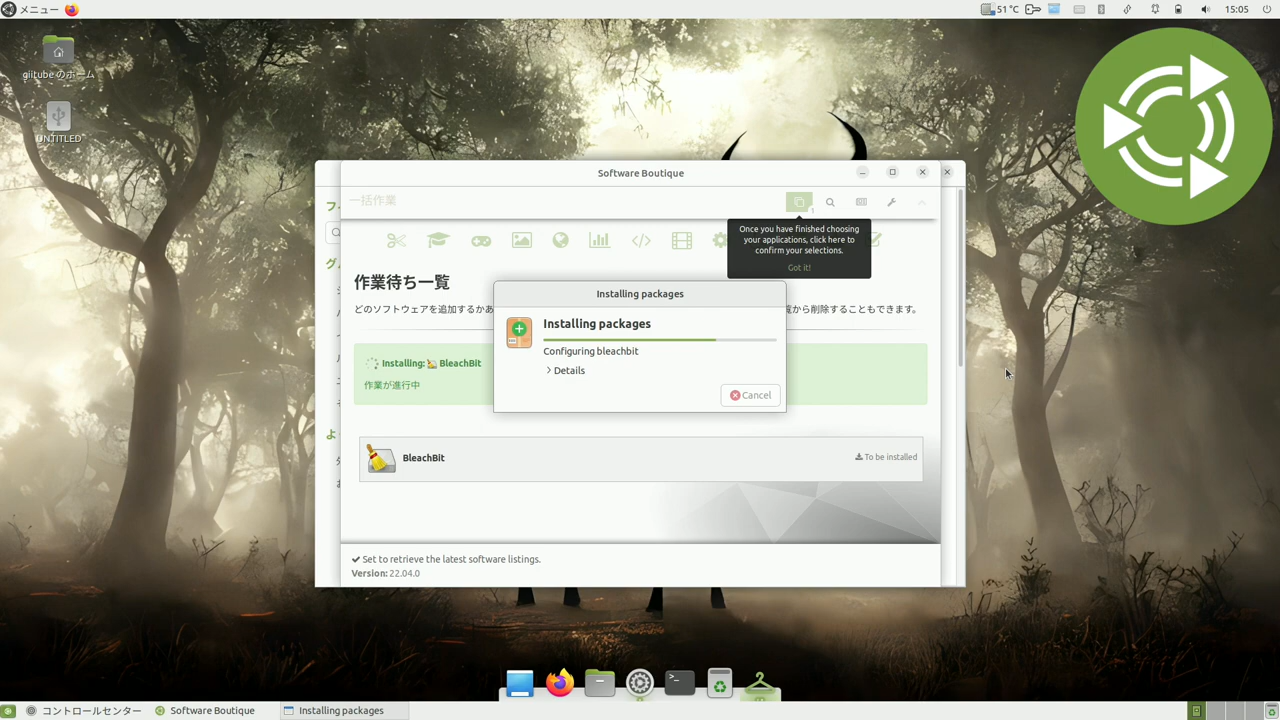 メニュー
51℃
15:05
giitube のホーム
UNTITLED
Software Boutique
一括作業
1
Once you have finished choosing
your applications, click here to
confirm your selections.
Got it!
作業待ち一覧
どのソフトウェアを追加するかあ
覧から削除することもできます。
Installing packages
Installing packages
Configuring bleachbit
Details
Cancel
Installing: BleachBit
作業が進行中
BleachBit
To be installed
Set to retrieve the latest software listings.
Version: 22.04.0
コントロールセンター
Software Boutique
Installing packages